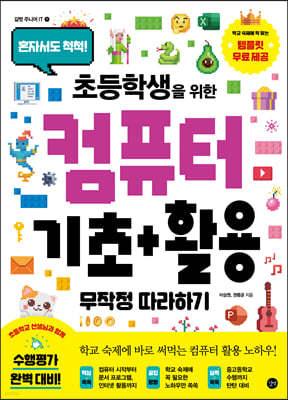 길벗 주니어 IT
혼자서도 척척!
학교 숙제에 딱 맞는
템플릿
무료 제공
초등학생을 위한
컴퓨터
기초+활용
무작정 따라하기
지음
초등학교 선생님과 함께
수행평가
완벽 대비!
학교 숙제에 바로 써먹는 컴퓨터 활용 노하우!
컴퓨터 시작부터
문서 프로그램,
인터넷 활용까지
학교 숙제에
꼭 필요한
노하우만 쏙쏙
중고등학교
수행까지
탄탄 대비
길벗